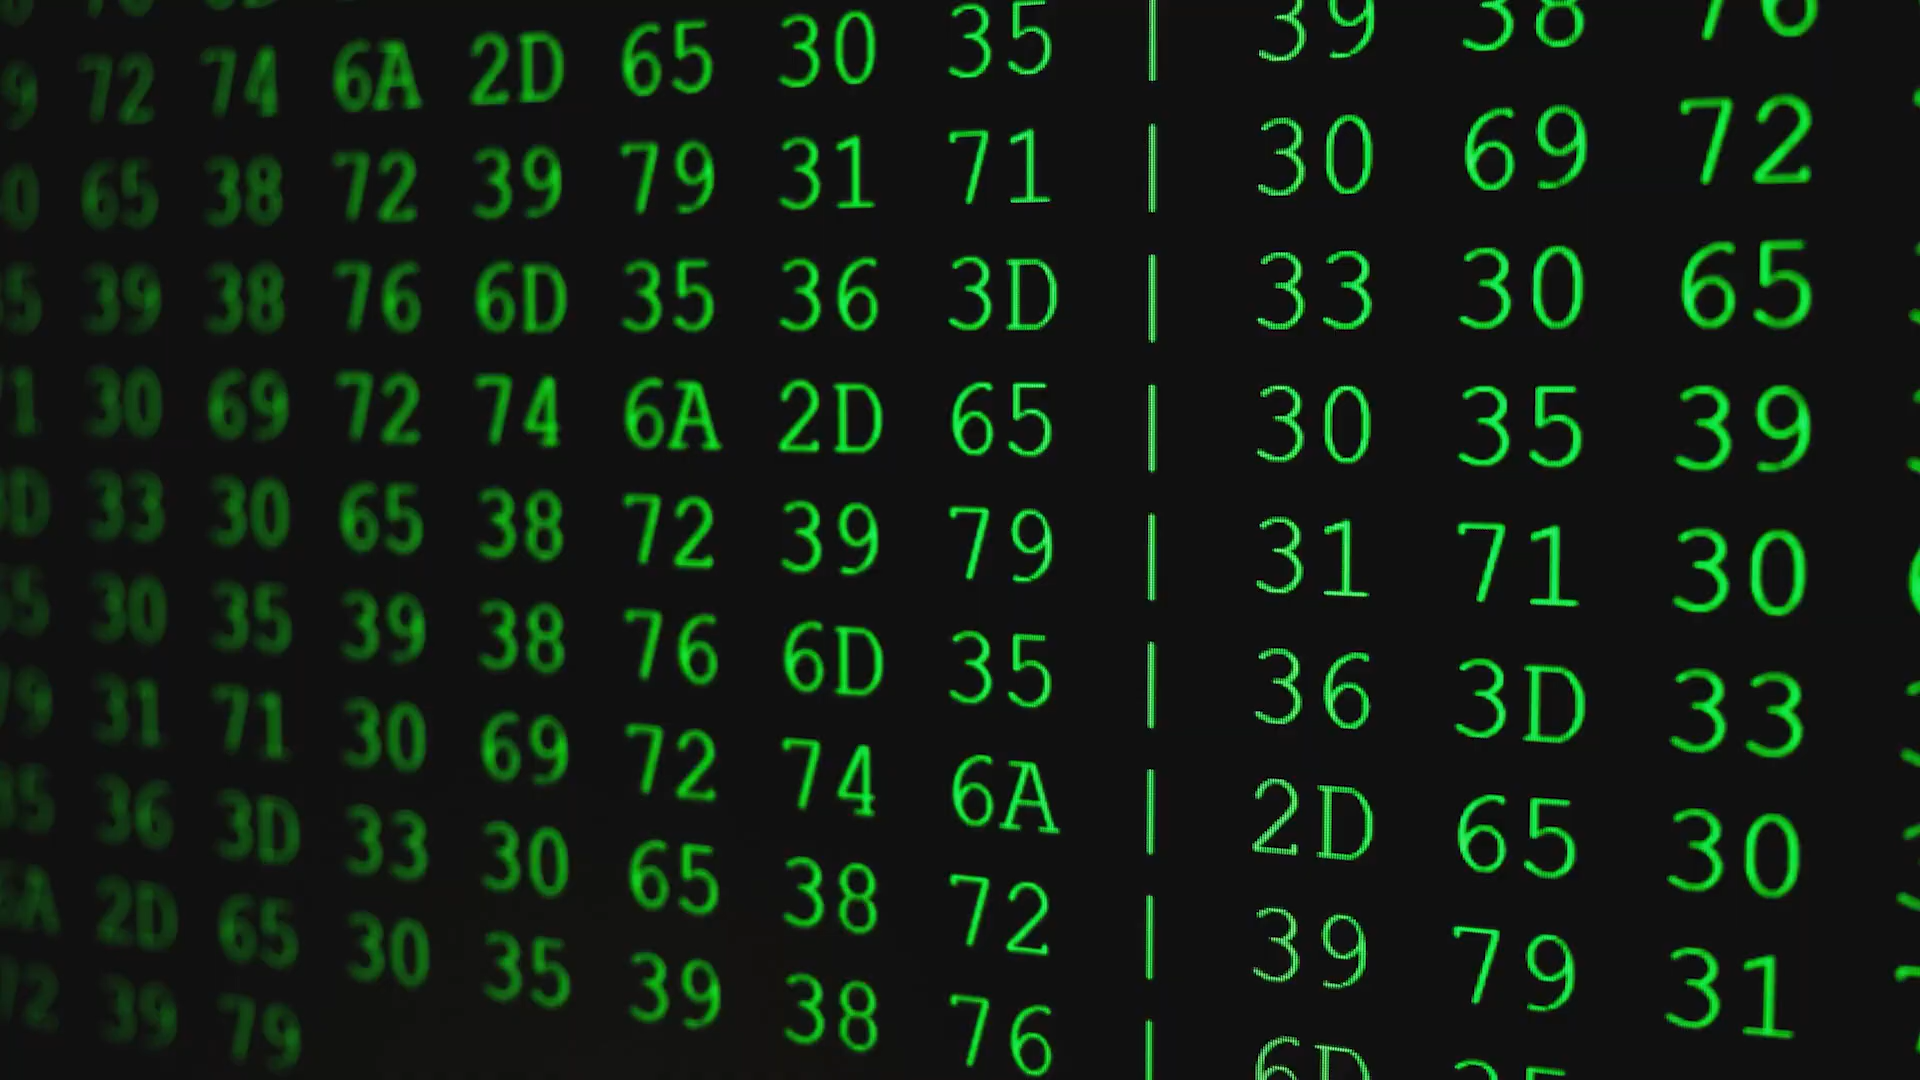 72 74 6A 2D 65 30 35 | 39 38 76
65 38 72 39 79 31 71 | 30 69 72
39 38 76 6D 35 36 3D | 33 30 65
30 69 72 74 6A 2D 65 | 30 35 39
33 30 65 38 72 39 79 | 31 71 30
30 35 39 38 76 6D 35 | 36 3D 33
31 71 30 69 72 74 6A | 2D 65 30
36 3D 33 30 65 38 72 | 39 79 31
2D 65 30 35 39 38 76 | 6D 35
39 79